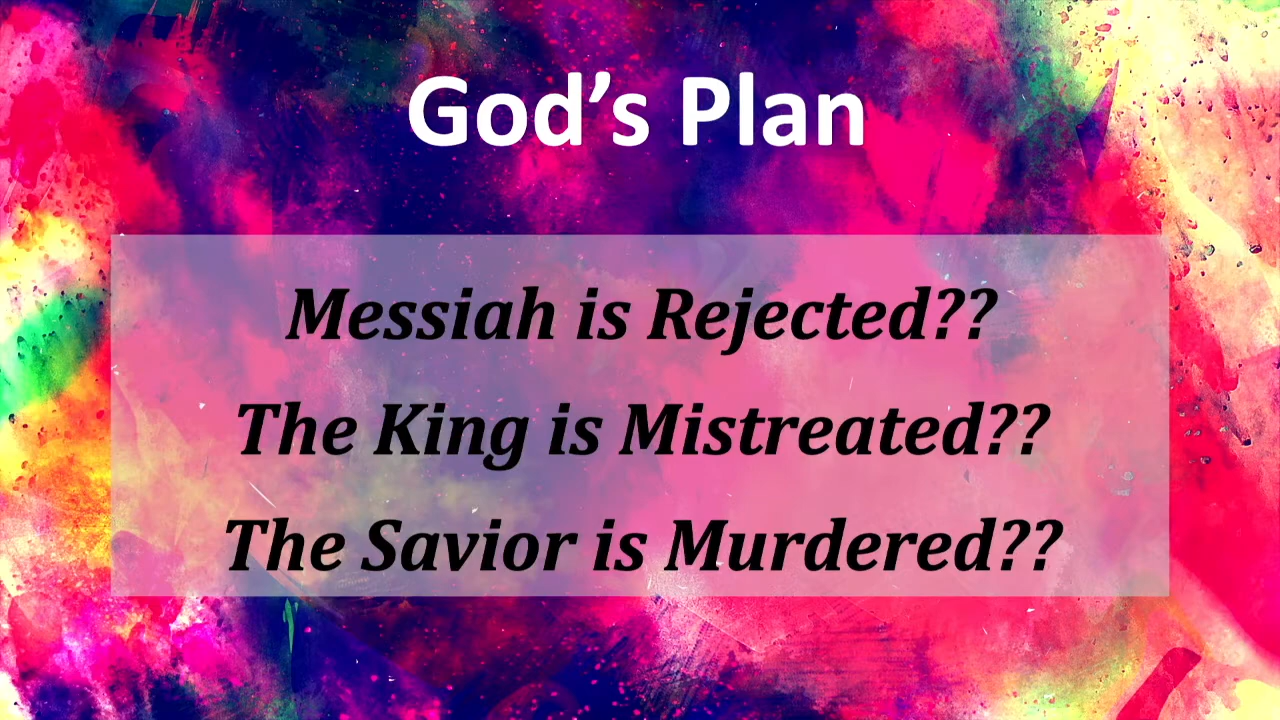 God’s Plan
Messiah is Rejected??
The King is Mistreated??
The Savior is Murdered??